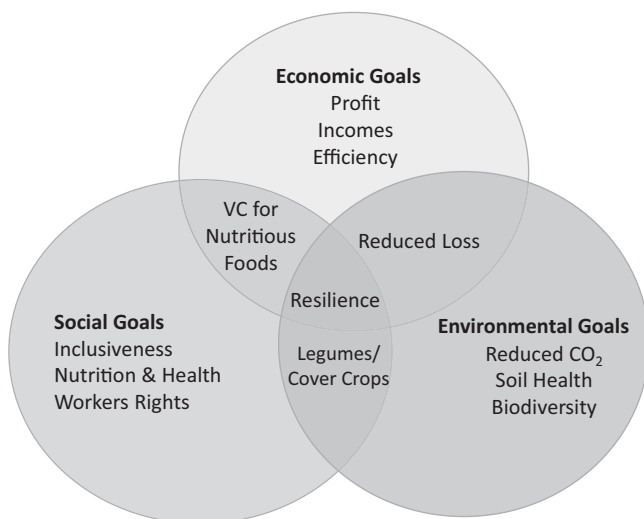 Economic Goals
Profit
Incomes
Efficiency
VC for
Nutritious
Foods
Reduced Loss
Resilience
Social Goals
Inclusiveness
Nutrition & Health
Workers Rights
Legumes/
Cover Crops
Environmental Goals
Reduced CO₂
Soil Health
Biodiversity